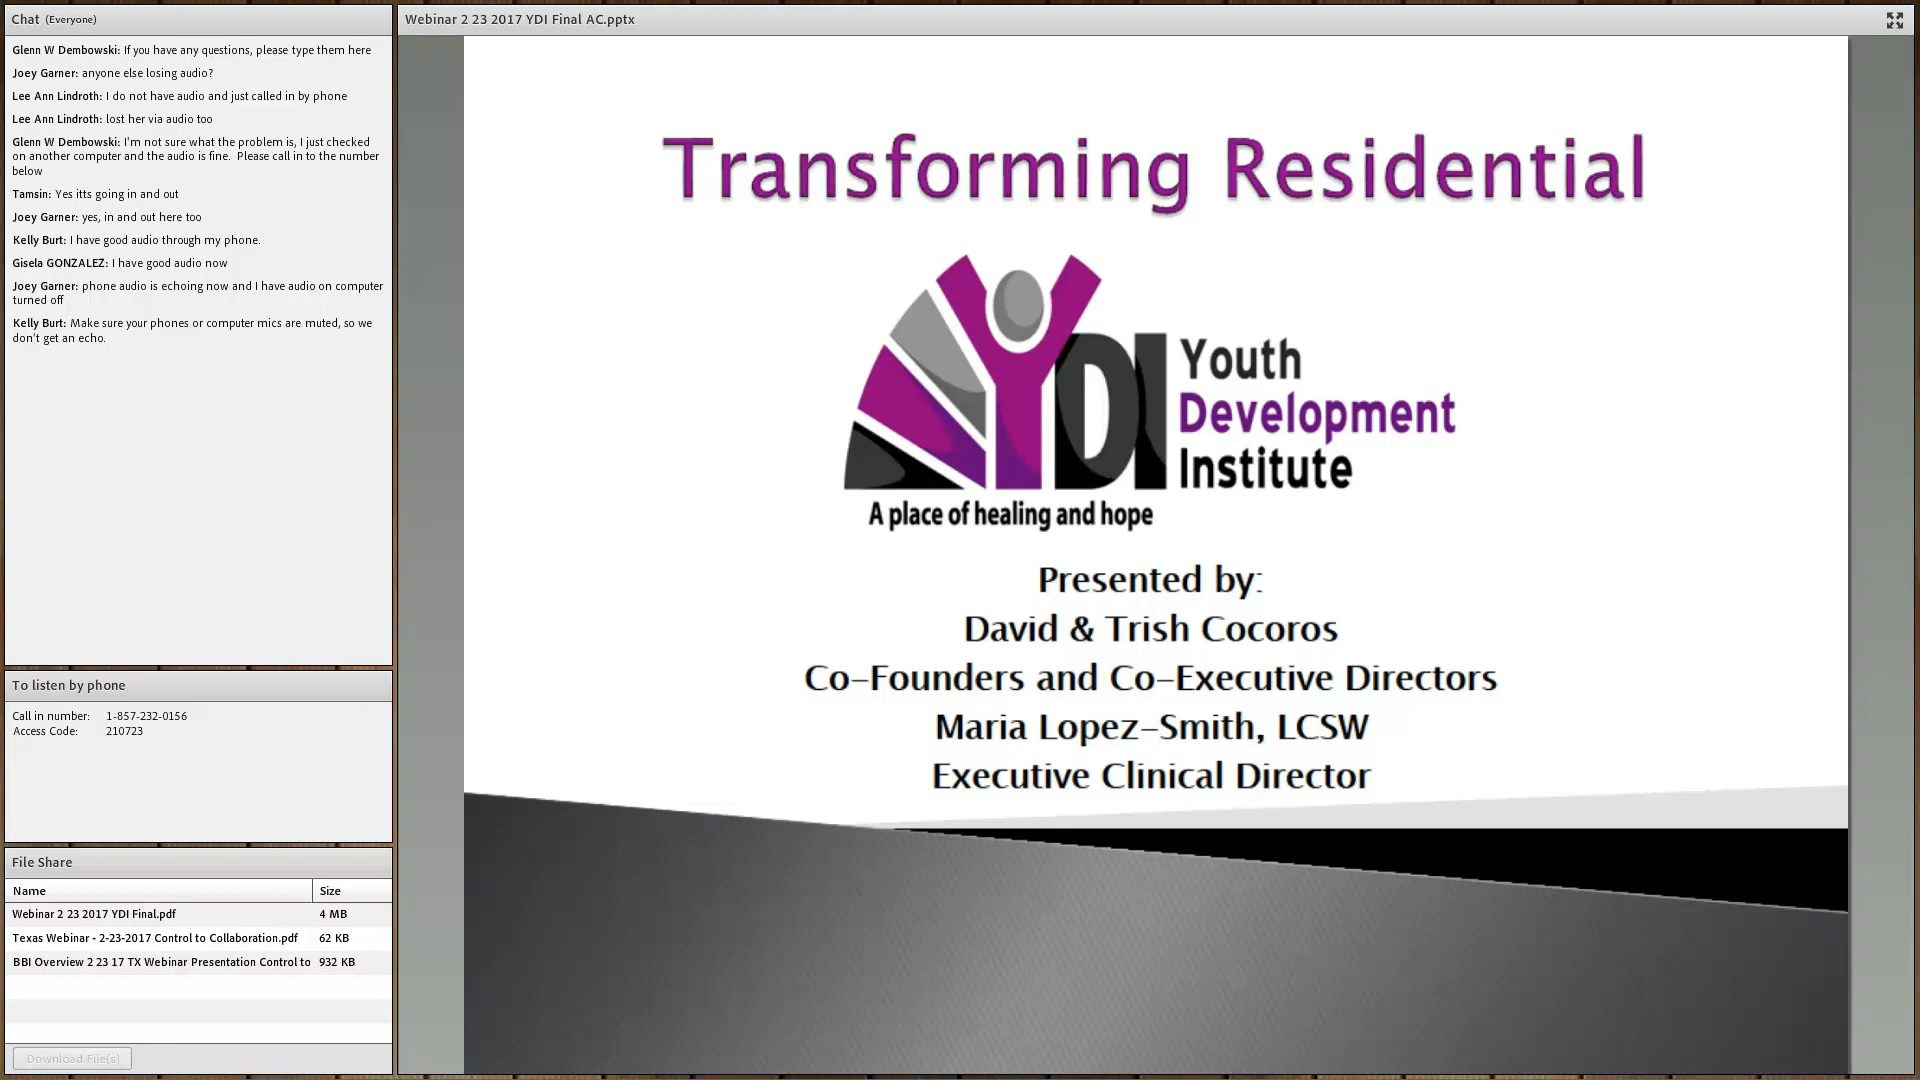 Chat (Everyone)
Glenn W Dembowski: If you have any questions, please type them here
Joey Garner: anyone else losing audio?
Lee Ann Lindroth: I do not have audio and just called in by phone
Lee Ann Lindroth: lost her via audio too
Glenn W Dembowski: I'm not sure what the problem is, I just checked
on another computer and the audio is fine. Please call in to the number
below
Tamsin: Yes itts going in and out
Joey Garner: yes, in and out here too
Kelly Burt: I have good audio through my phone.
Gisela GONZALEZ: I have good audio now
Joey Garner: phone audio is echoing now and I have audio on computer
turned off
Kelly Burt: Make sure your phones or computer mics are muted, so we
don't get an echo.
To listen by phone
Call in number: 1-857-232-0156
Access Code: 210723
File Share
Name Size
Webinar 2 23 2017 YDI Final.pdf 4 MB
Texas Webinar - 2-23-2017 Control to Collaboration.pdf 62 KB
BBI Overview 2 23 17 TX Webinar Presentation Control to 932 KB
Download File(s)
Webinar 2 23 2017 YDI Final AC.pptx
Transforming Residential
YDI
Youth
Development
Institute
A place of healing and hope
Presented by:
David & Trish Cocoros
Co-Founders and Co-Executive Directors
Maria Lopez-Smith, LCSW
Executive Clinical Director